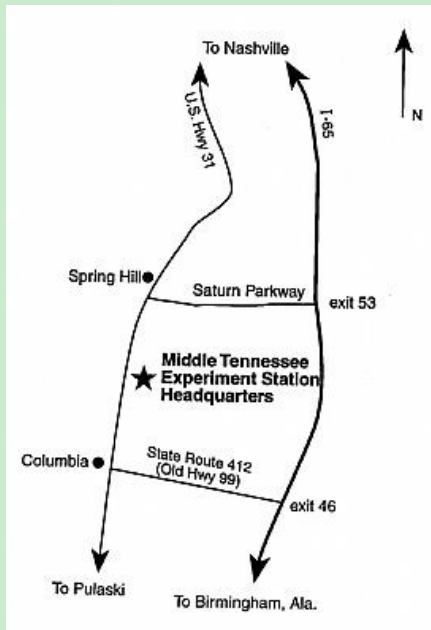 To Nashville
U.S. Hwy 31
I-65
N
Spring Hill
Saturn Parkway
exit 53
Middle Tennessee
Experiment Station
Headquarters
State Route 412
(Old Hwy 99)
Columbia
exit 46
To Pulaski
To Birmingham, Ala.